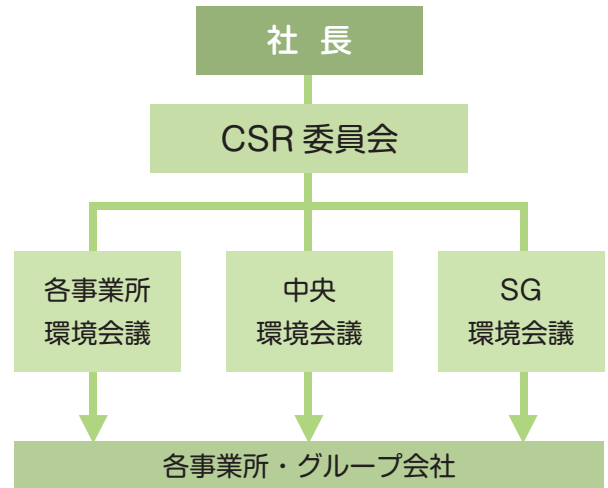 社 長
CSR 委員会
各事業所
環境会議
中央
環境会議
SG
環境会議
各事業所・グループ会社